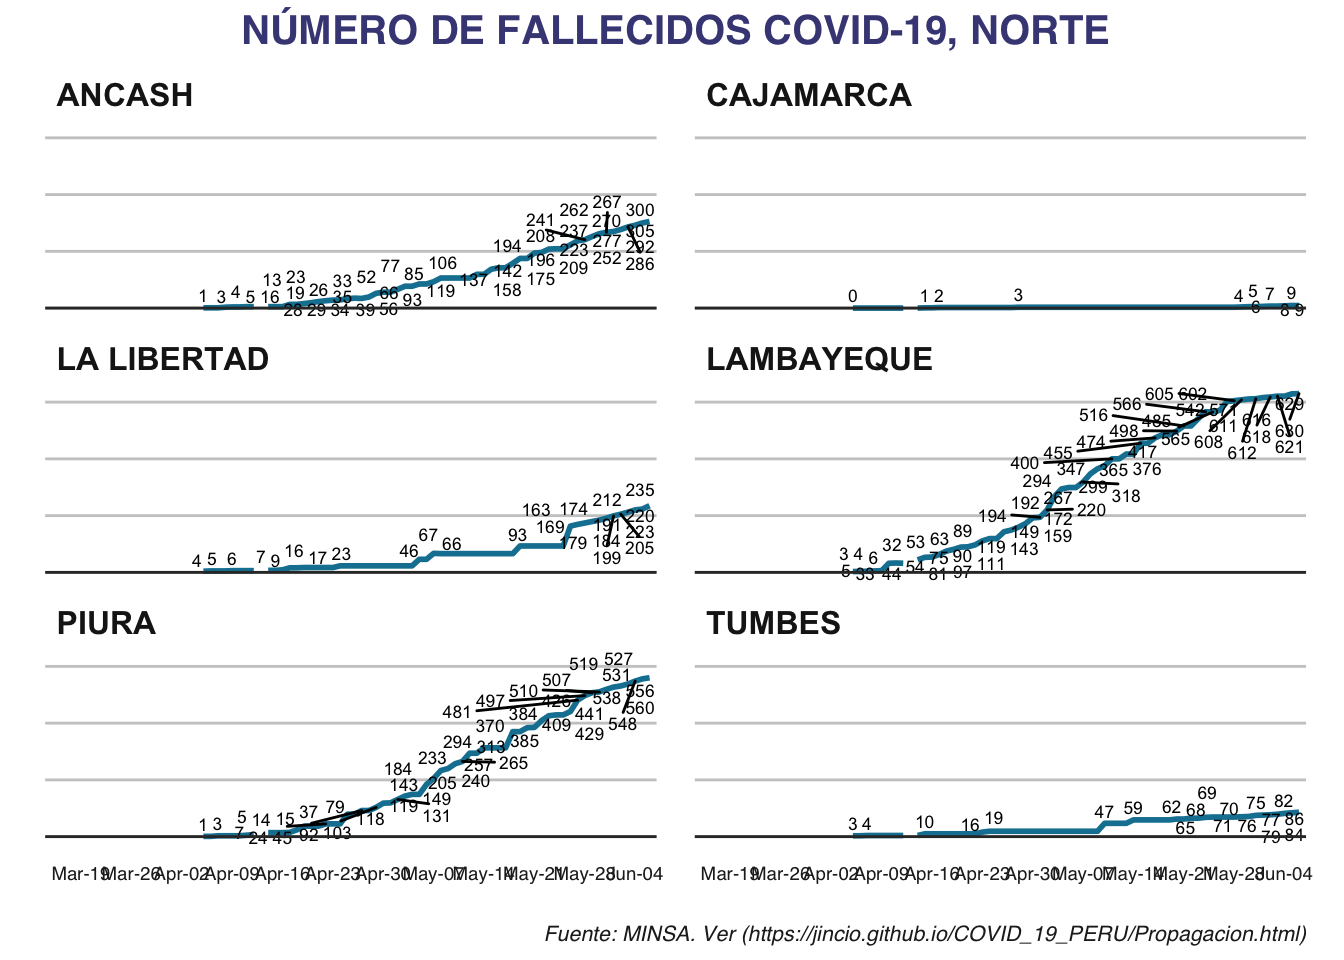 NÚMERO DE FALLECIDOS COVID-19, NORTE
ANCASH
1 3 4 5 13 16 23 19 28 26 29 33 35 34 52 39 77 66 56 85 93 106 119 137 194 142 158 241 208 196 175 262 237 223 209 267 270 277 252 300 305 292 286
CAJAMARCA
0 1 2 3 4 5 6 7 9 8 9
LA LIBERTAD
4 5 6 7 9 16 17 23 46 67 66 93 163 169 174 179 212 191 184 199 235 220 223 205
LAMBAYEQUE
3 4 5 6 33 32 44 53 54 63 75 81 89 90 97 119 111 194 192 149 143 400 294 455 347 267 172 159 474 299 220 516 498 365 318 566 485 417 376 605 602 542 565 571 611 608 616 618 612 629 630 621
PIURA
1 3 5 7 14 24 15 45 37 92 79 103 118 184 143 119 233 205 149 131 294 257 240 481 497 370 313 265 510 384 385 507 426 409 519 441 429 527 531 538 548 556 560
TUMBES
3 4 10 16 19 47 59 62 65 68 69 70 71 75 76 77 79 82 86 84
Mar-19 Mar-26 Apr-02 Apr-09 Apr-16 Apr-23 Apr-30 May-07 May-14 May-21 May-28 Jun-04 Mar-19 Mar-26 Apr-02 Apr-09 Apr-16 Apr-23 Apr-30 May-07 May-14 May-21 May-28 Jun-04
Fuente: MINSA. Ver (https://jincio.github.io/COVID_19_PERU/Propagacion.html)